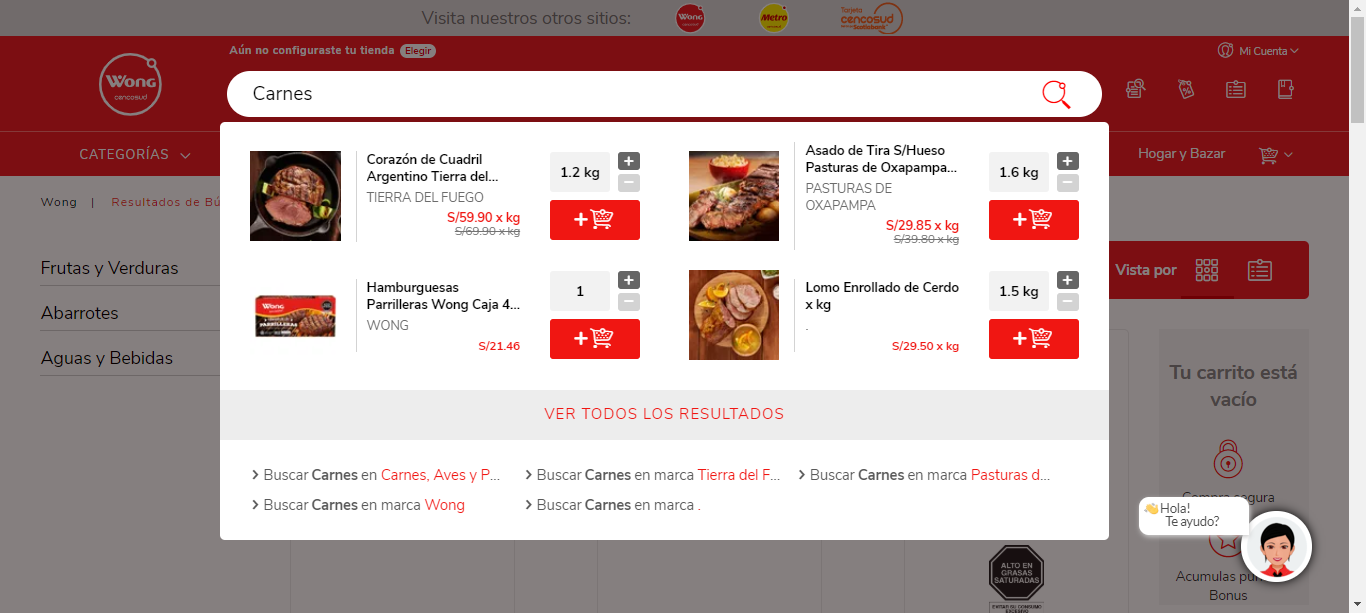 Visita nuestros otros sitios:
Wong
Metro
Tarjeta
cencosud
Aún no configuraste tu tienda Elegir
Mi Cuenta
Wong
cencosud
Carnes
CATEGORÍAS
Hogar y Bazar
Wong | Resultados de Bú
Frutas y Verduras
Abarrotes
Aguas y Bebidas
Corazón de Cuadril
Argentino Tierra del...
TIERRA DEL FUEGO
S/59.90 x kg
S/69.90 x kg
1.2 kg
+
Asado de Tira S/Hueso
Pasturas de Oxapampa...
PASTURAS DE
OXAPAMPA
S/29.85 x kg
S/39.80 x kg
1.6 kg
+
Hamburguesas
Parrilleras Wong Caja 4...
WONG
S/21.46
1
+
Wong
PARRILLERAS
Lomo Enrollado de Cerdo
x kg
.
S/29.50 x kg
1.5 kg
+
VER TODOS LOS RESULTADOS
Buscar Carnes en Carnes, Aves y P...
Buscar Carnes en marca Tierra del F...
Buscar Carnes en marca Pasturas d...
Buscar Carnes en marca Wong
Buscar Carnes en marca .
Vista por
Tu carrito está
vacío
Compra segura
Hola!
Te ayudo?
Acumulas pun
Bonus
ALTO EN
GRASAS
SATURADAS
EVITAR SU CONSUMO
EXCESIVO